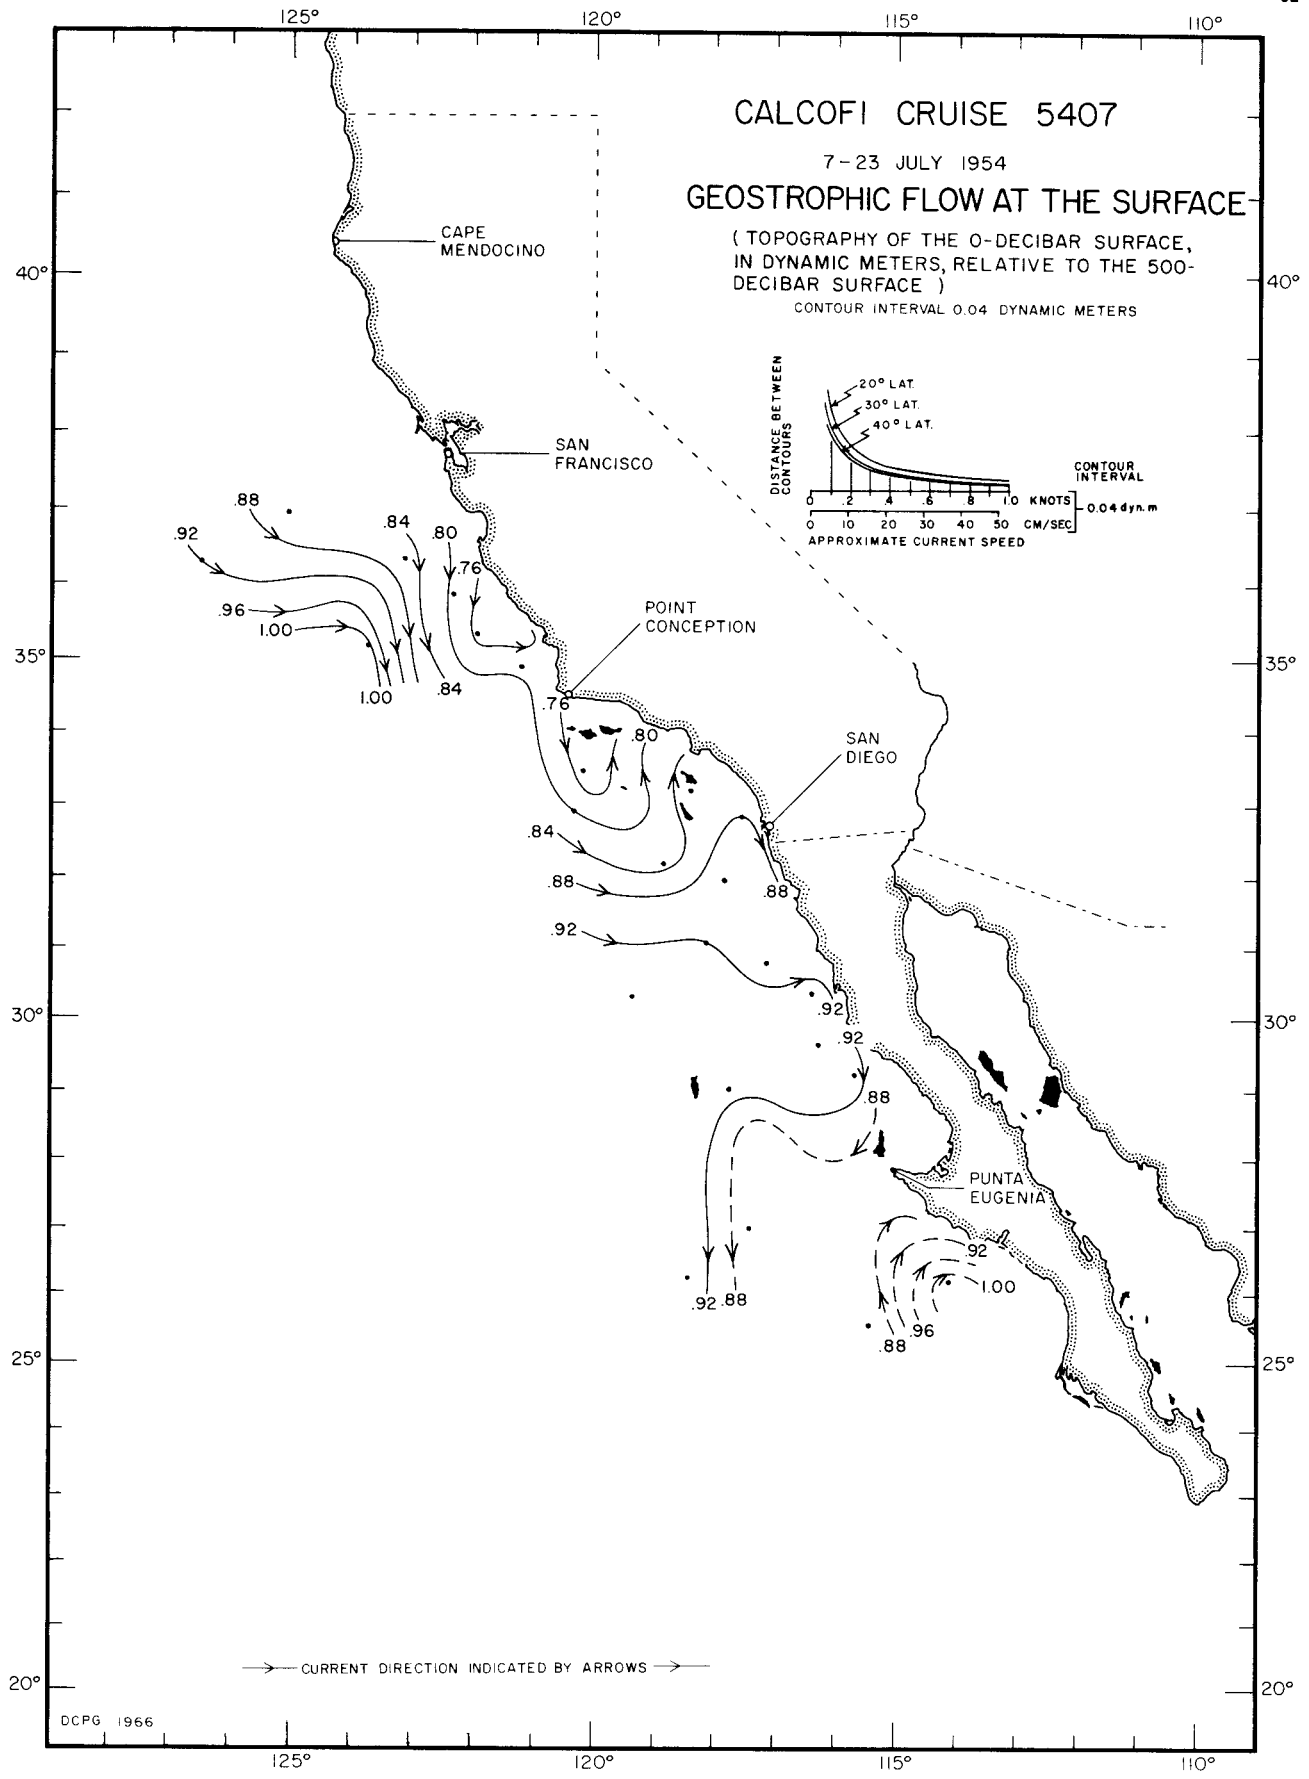 125°
120°
115°
110°
CALCOFI CRUISE 5407
7-23 JULY 1954
GEOSTROPHIC FLOW AT THE SURFACE
( TOPOGRAPHY OF THE 0-DECIBAR SURFACE,
IN DYNAMIC METERS, RELATIVE TO THE 500-
DECIBAR SURFACE )
CONTOUR INTERVAL 0.04 DYNAMIC METERS
CAPE
MENDOCINO
40°
40°
DISTANCE BETWEEN
CONTOURS
20° LAT.
30° LAT.
40° LAT.
CONTOUR
INTERVAL
0 .2 .4 .6 .8 1.0 KNOTS
0.04 dyn. m
0 10 20 30 40 50 CM/SEC
APPROXIMATE CURRENT SPEED
SAN
FRANCISCO
.88
.92
.84
.80
.76
.96
1.00
POINT
CONCEPTION
35°
35°
1.00
.84
.76
.80
SAN
DIEGO
.84
.88
.88
.92
.92
30°
30°
.92
.88
PUNTA
EUGENIA
.92
1.00
.92
.88
.96
.88
25°
25°
CURRENT DIRECTION INDICATED BY ARROWS
20°
20°
DCPG 1966
125°
120°
115°
110°